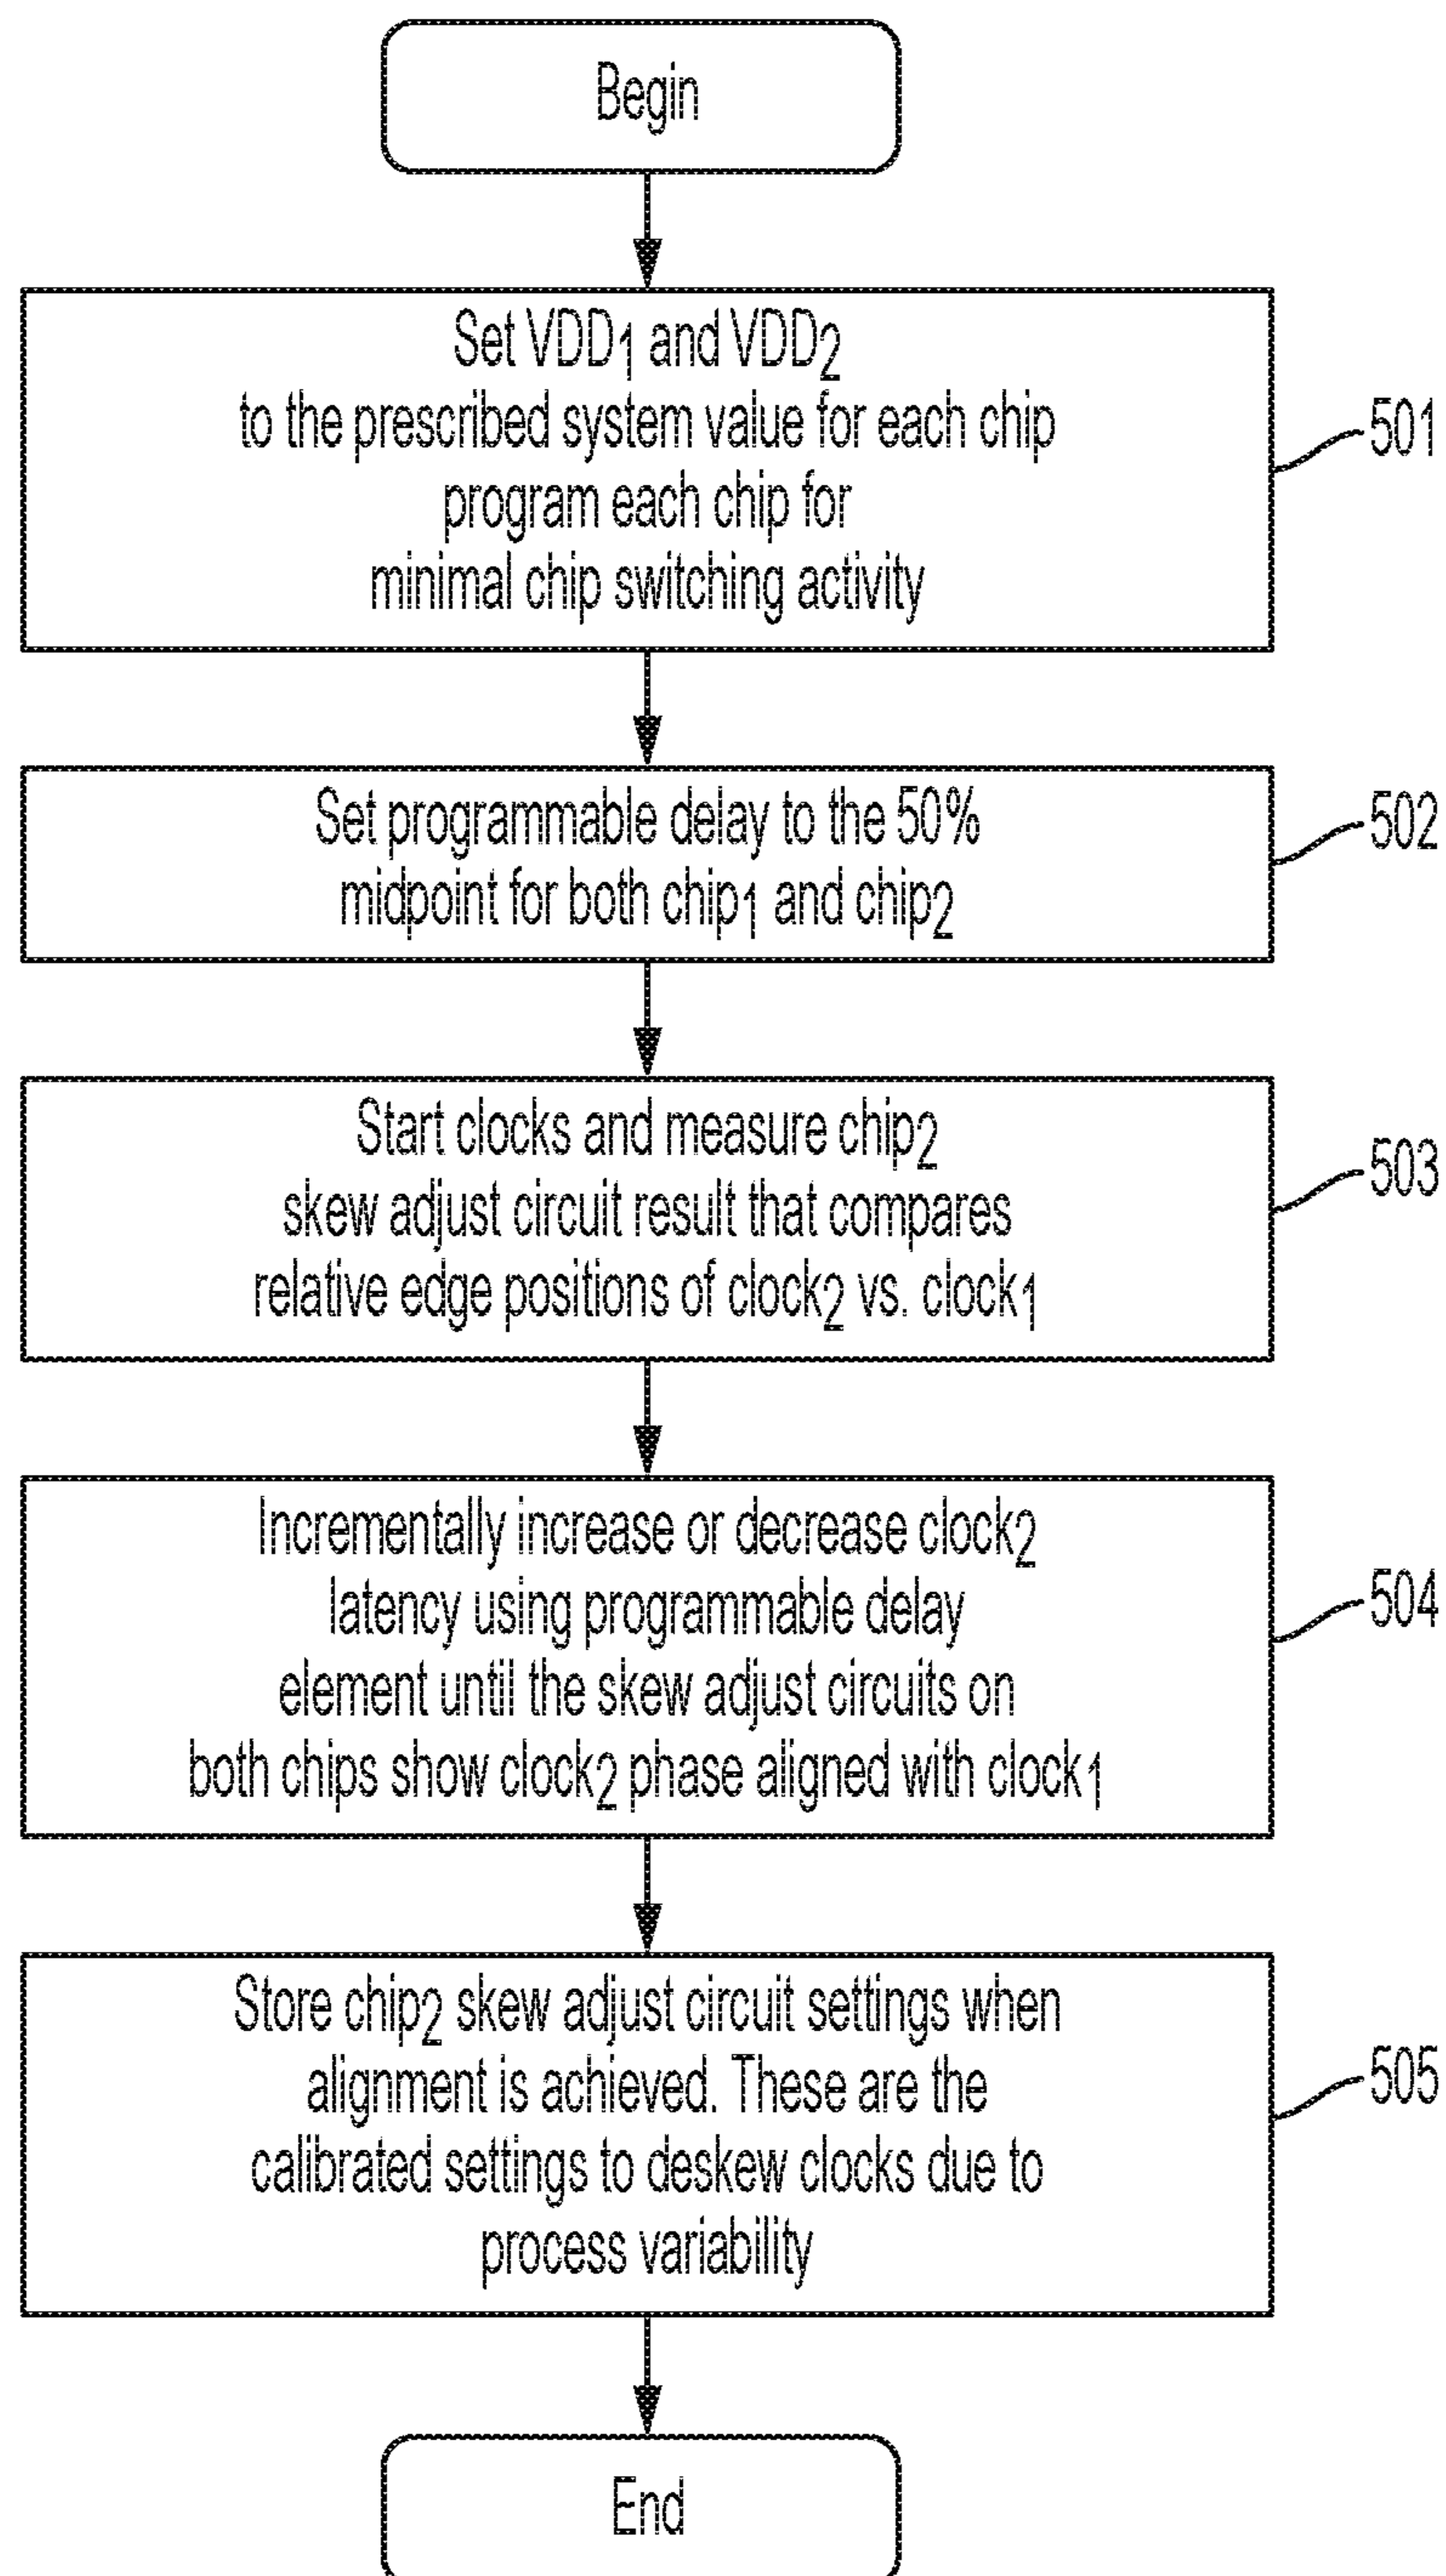 Begin
Set VDD1 and VDD2
to the prescribed system value for each chip
program each chip for
minimal chip switching activity
501
Set programmable delay to the 50%
midpoint for both chip1 and chip2
502
Start clocks and measure chip2
skew adjust circuit result that compares
relative edge positions of clock2 vs. clock1
503
Incrementally increase or decrease clock2
latency using programmable delay
element until the skew adjust circuits on
both chips show clock2 phase aligned with clock1
504
Store chip2 skew adjust circuit settings when
alignment is achieved. These are the
calibrated settings to deskew clocks due to
process variability
505
End